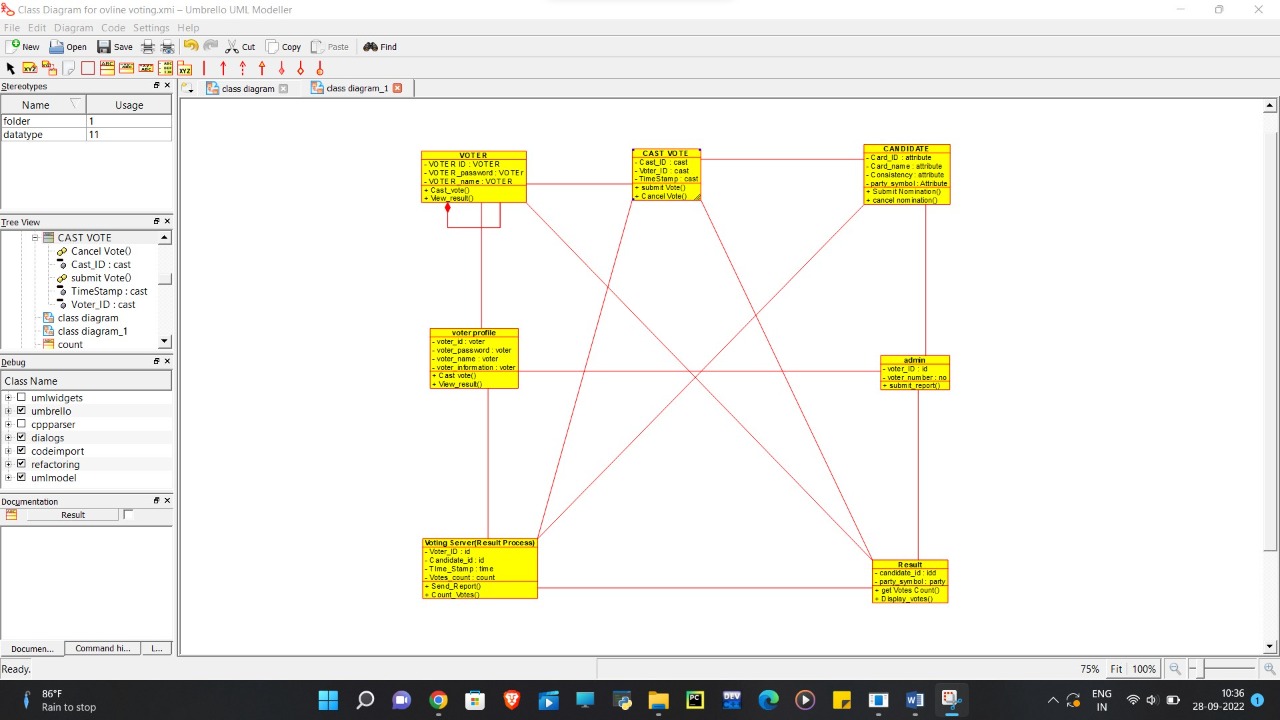 Class Diagram for ovline voting.xmi – Umbrello UML Modeller
File Edit Diagram Code Settings Help
New Open Save Cut Copy Paste Find
Stereotypes
Name Usage
folder 1
datatype 11
Tree View
CAST VOTE
Cancel Vote()
Cast_ID : cast
submit Vote()
TimeStamp : cast
Voter_ID : cast
class diagram
class diagram_1
count
Debug
Class Name
umlwidgets
umbrello
cppparser
dialogs
codeimport
refactoring
umlmodel
Documentation
Result
Documen... Command hi... L...
class diagram class diagram_1
VOTER
- VOTER ID : VOTER
- VOTER_password : VOTEr
- VOTER_name : VOTER
+ Cast_vote()
+ View_result()
CAST VOTE
- Cast_ID : cast
- Voter_ID : cast
- TimeStamp : cast
+ submit Vote()
+ Cancel Vote()
CANDIDATE
- Card_ID : attribute
- Card_name : attribute
- Consistency : attribute
- party_symbol : Attribute
+ Submit Nomination()
+ cancel nomination()
voter profile
- voter_id : voter
- voter_password : voter
- voter_name : voter
- voter_information : voter
+ Cast vote()
+ View_result()
admin
- voter_ID : id
- voter_number : no
+ submit_report()
Voting Server(Result Process)
- Voter_ID : id
- Candidate_id : id
- TIme_Stamp : time
- Votes_count : count
+ Send_Report()
+ Count_Votes()
Result
- candidate_id : idd
- party_symbol : party
+ get Votes Count()
+ Display_votes()
Ready.
75% Fit 100%
86°F
Rain to stop
ENG
IN
10:36
28-09-2022
1